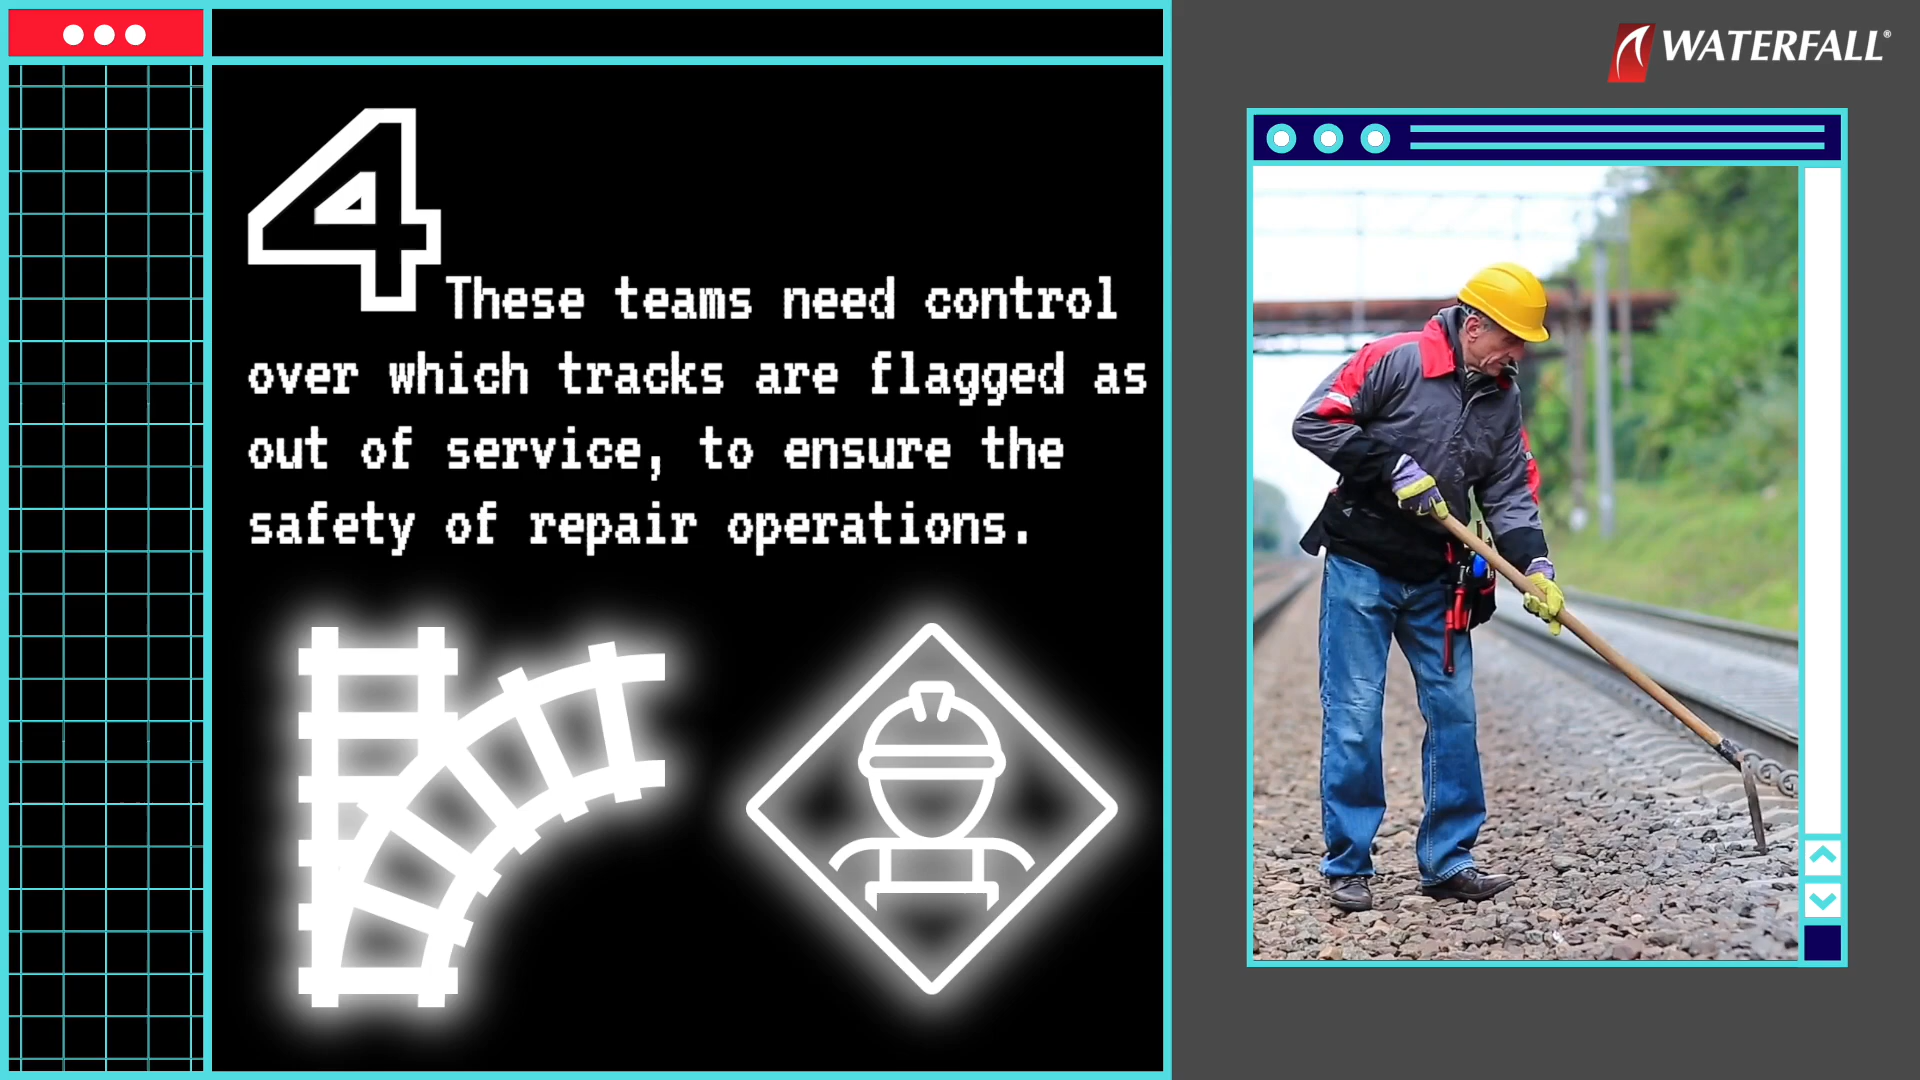 WATERFALL®
4
These teams need control
over which tracks are flagged as
out of service, to ensure the
safety of repair operations.